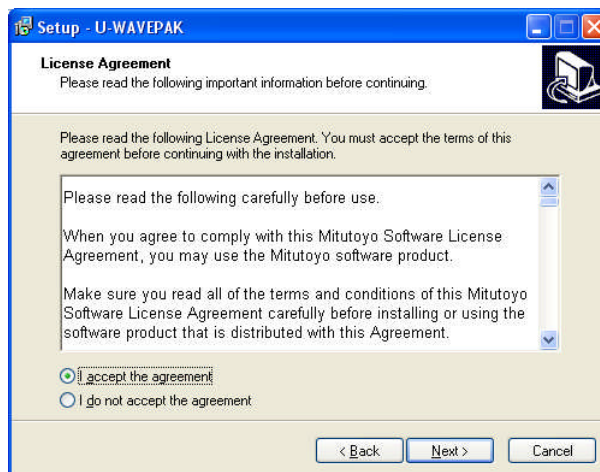 Setup - U-WAVEPAK
License Agreement
Please read the following important information before continuing.
Please read the following License Agreement. You must accept the terms of this
agreement before continuing with the installation.
Please read the following carefully before use.
When you agree to comply with this Mitutoyo Software License
Agreement, you may use the Mitutoyo software product.
Make sure you read all of the terms and conditions of this Mitutoyo
Software License Agreement carefully before installing or using the
software product that is distributed with this Agreement.
I accept the agreement
I do not accept the agreement
< Back Next > Cancel